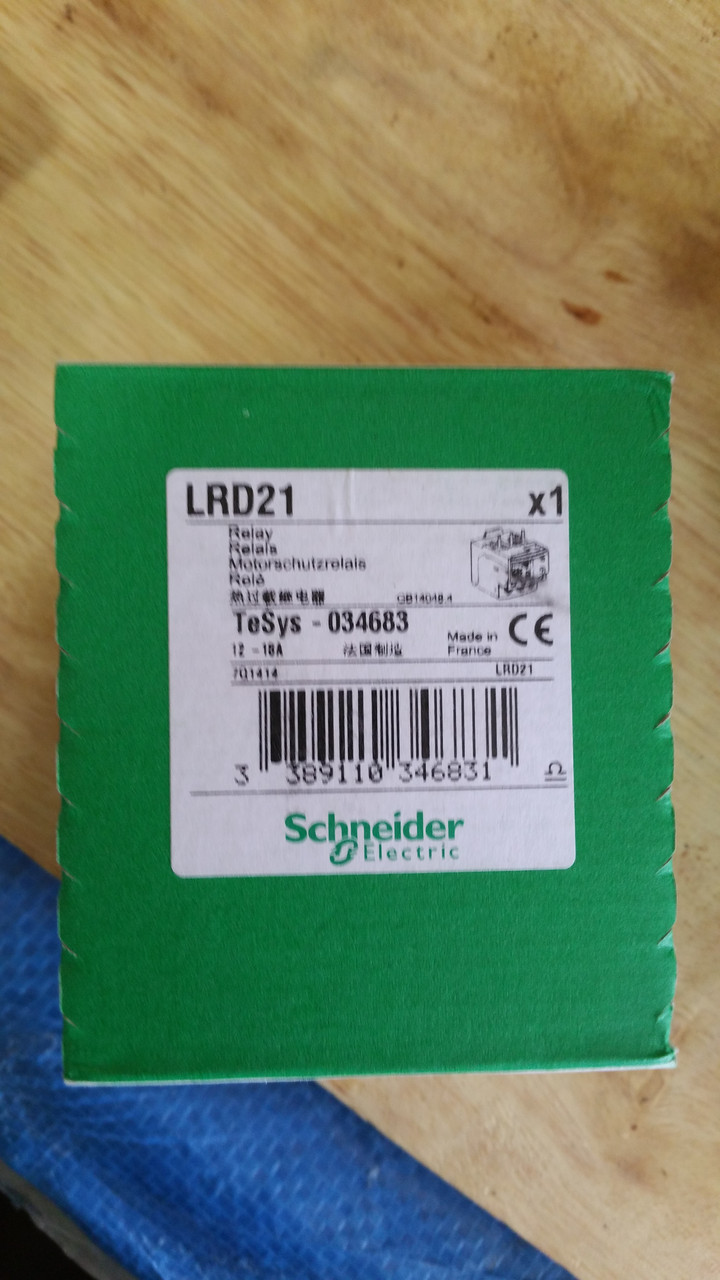 LRD21 x1
Relay
Relais
Motorschutzrelais
Relé
热过载继电器 GB14048.4
TeSys - 034683
12 - 18A 法国制造 Made in France CE
7Q1414 LRD21
3 389110 346831
Schneider
Electric